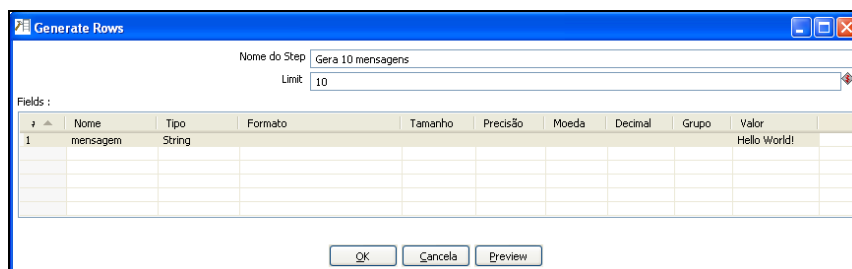 Generate Rows
Nome do Step Gera 10 mensagens
Limit 10
Fields :
# Nome Tipo Formato Tamanho Precisão Moeda Decimal Grupo Valor
1 mensagem String Hello World!
OK Cancela Preview